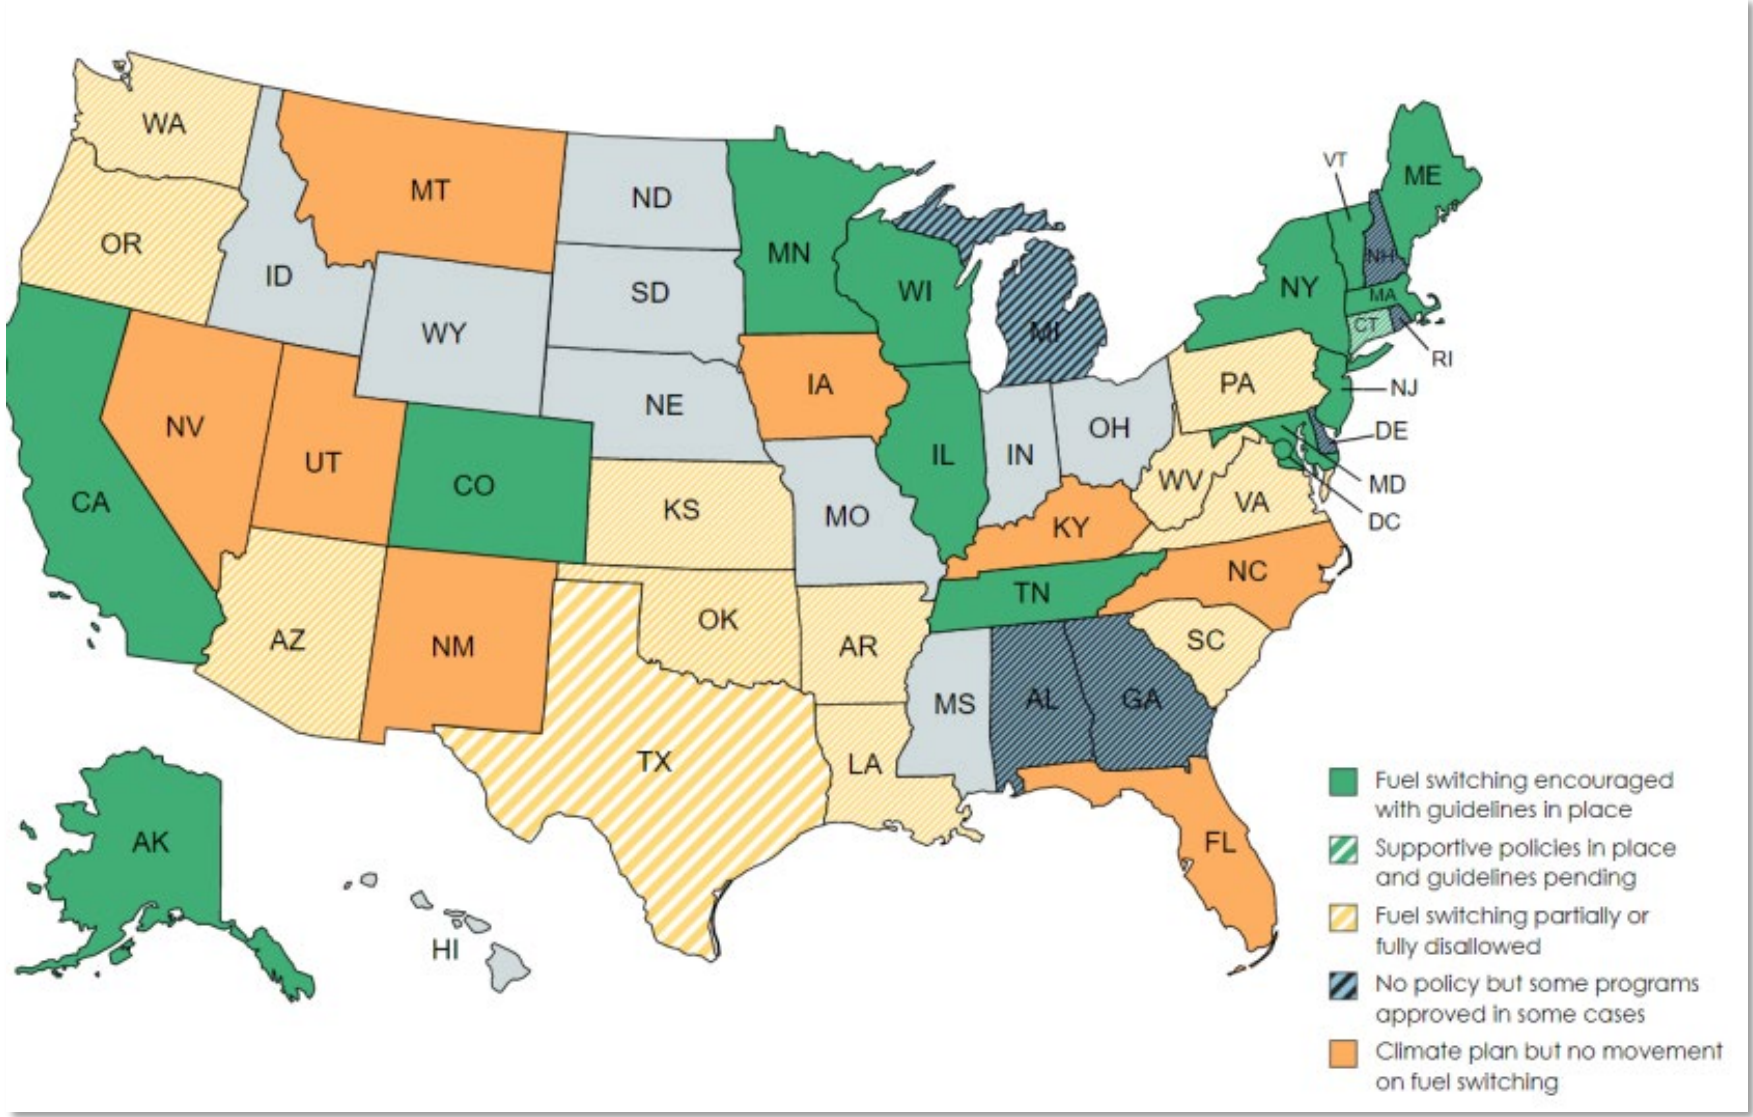 WA
MT
ND
MN
VT
ME
OR
ID
SD
WI
NH
NY
MA
WY
MI
CT
RI
NV
NE
IA
PA
NJ
UT
IL
IN
OH
DE
CA
CO
KS
MO
KY
WV
VA
MD
DC
AZ
NM
OK
AR
TN
NC
SC
TX
LA
MS
AL
GA
FL
AK
HI
Fuel switching encouraged
with guidelines in place
Supportive policies in place
and guidelines pending
Fuel switching partially or
fully disallowed
No policy but some programs
approved in some cases
Climate plan but no movement
on fuel switching